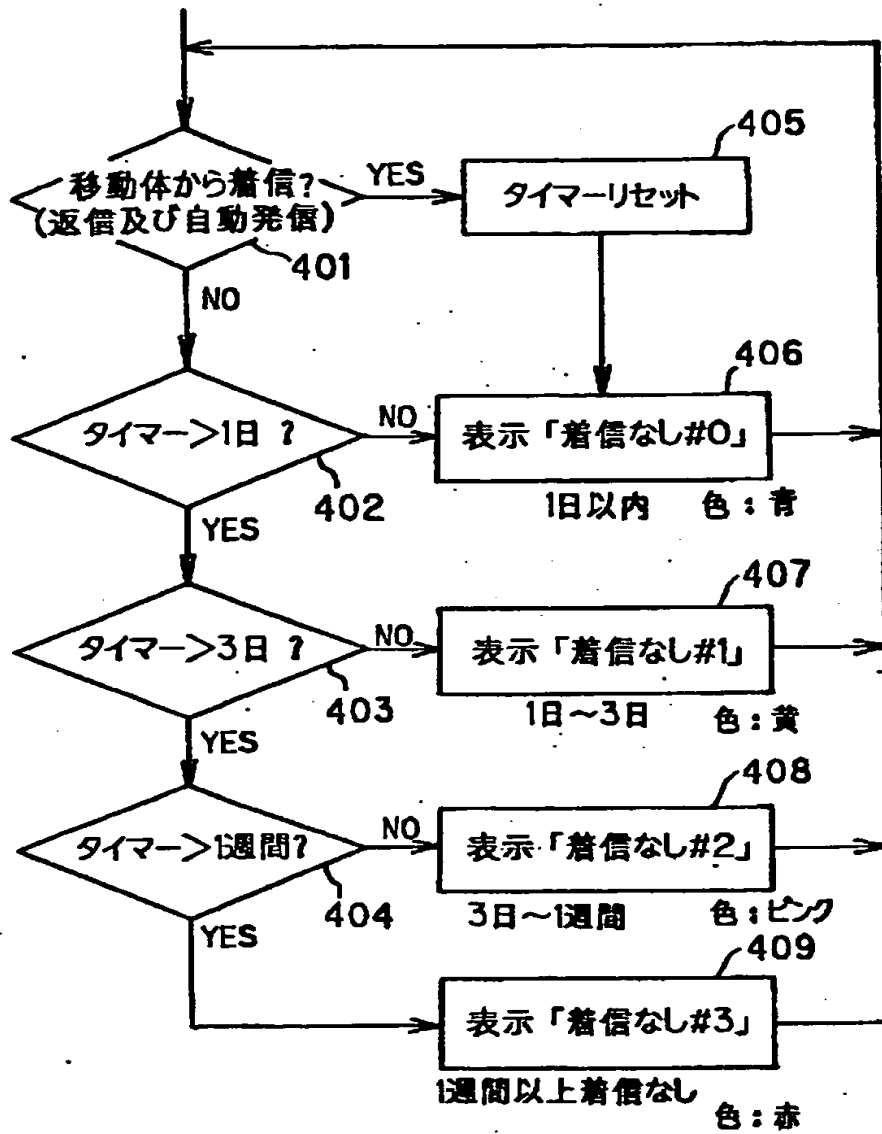 405
移動体から着信?
(返信及び自動発信)
YES
タイマーリセット
401
NO
406
タイマー>1日 ?
NO
表示「着信なし#0」
402
1日以内 色:青
YES
407
タイマー>3日 ?
NO
表示「着信なし#1」
403
1日~3日 色:黄
YES
408
タイマー>1週間?
NO
表示「着信なし#2」
404
3日~1週間 色:ピンク
YES
409
表示「着信なし#3」
1週間以上着信なし
色:赤